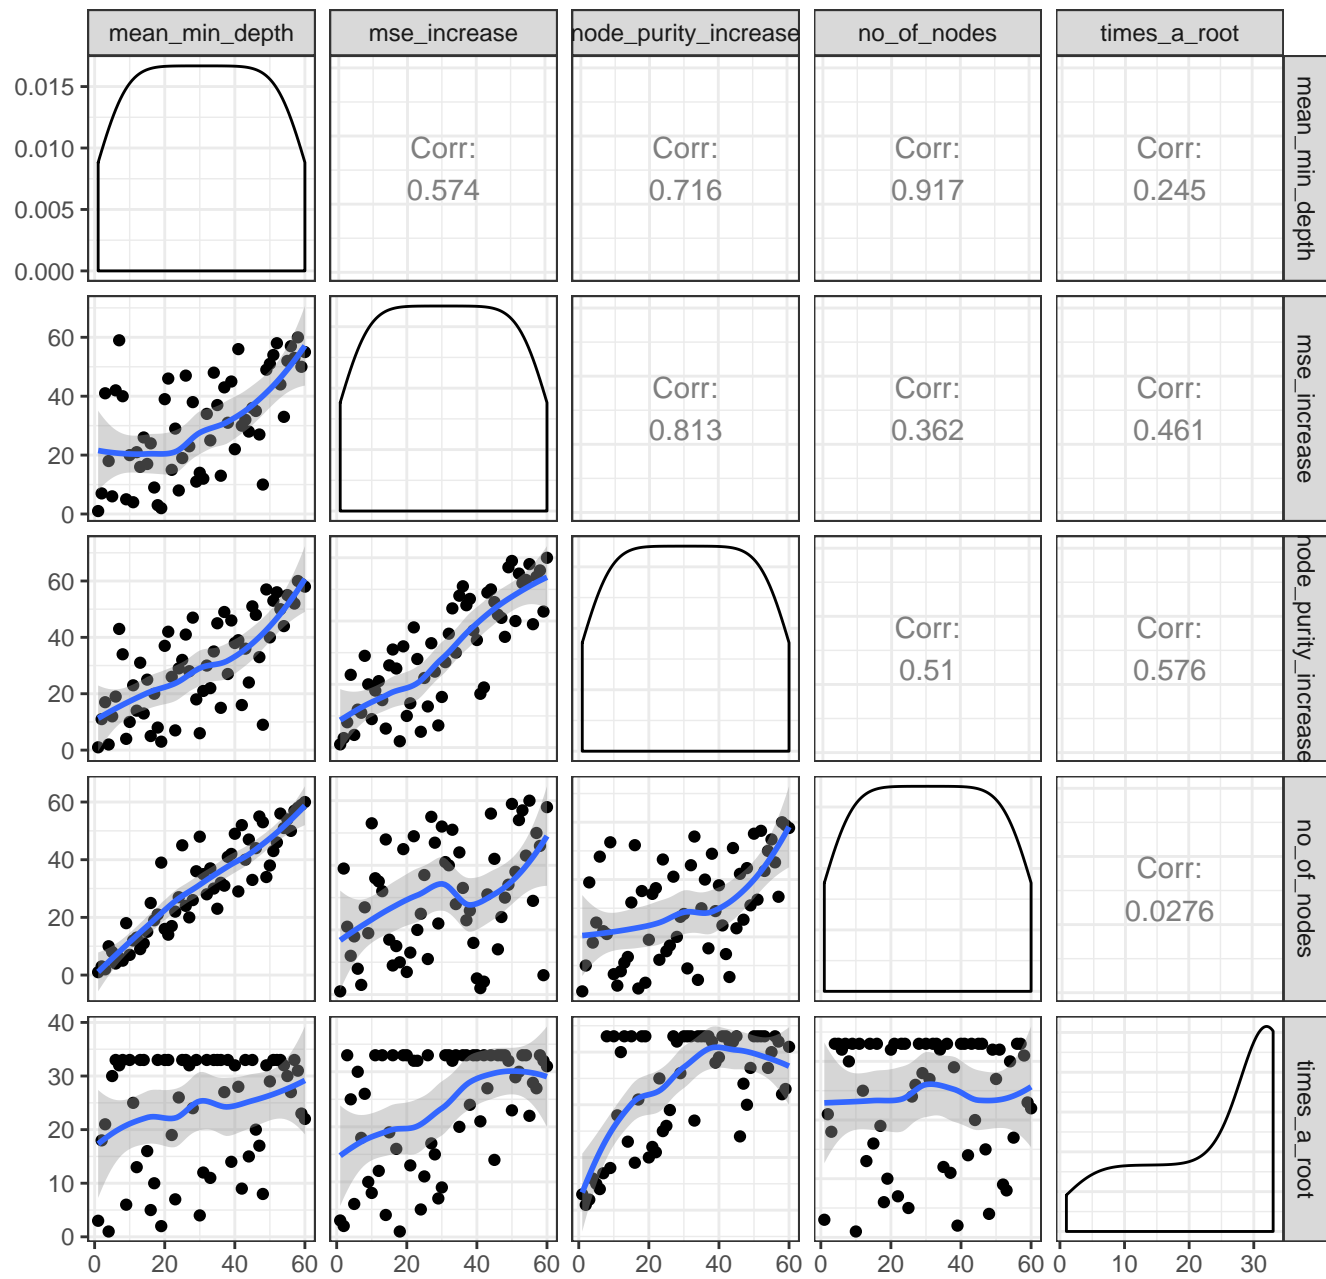 mean_min_depth mse_increase node_purity_increase no_of_nodes times_a_root
0.015
0.010
0.005
0.000
Corr:
0.574
Corr:
0.716
Corr:
0.917
Corr:
0.245
mean_min_depth
60
40
20
0
Corr:
0.813
Corr:
0.362
Corr:
0.461
mse_increase
60
40
20
0
Corr:
0.51
Corr:
0.576
node_purity_increase
60
40
20
0
Corr:
0.0276
no_of_nodes
40
30
20
10
0
times_a_root
0 20 40 60 0 20 40 60 0 20 40 60 0 20 40 60 0 10 20 30